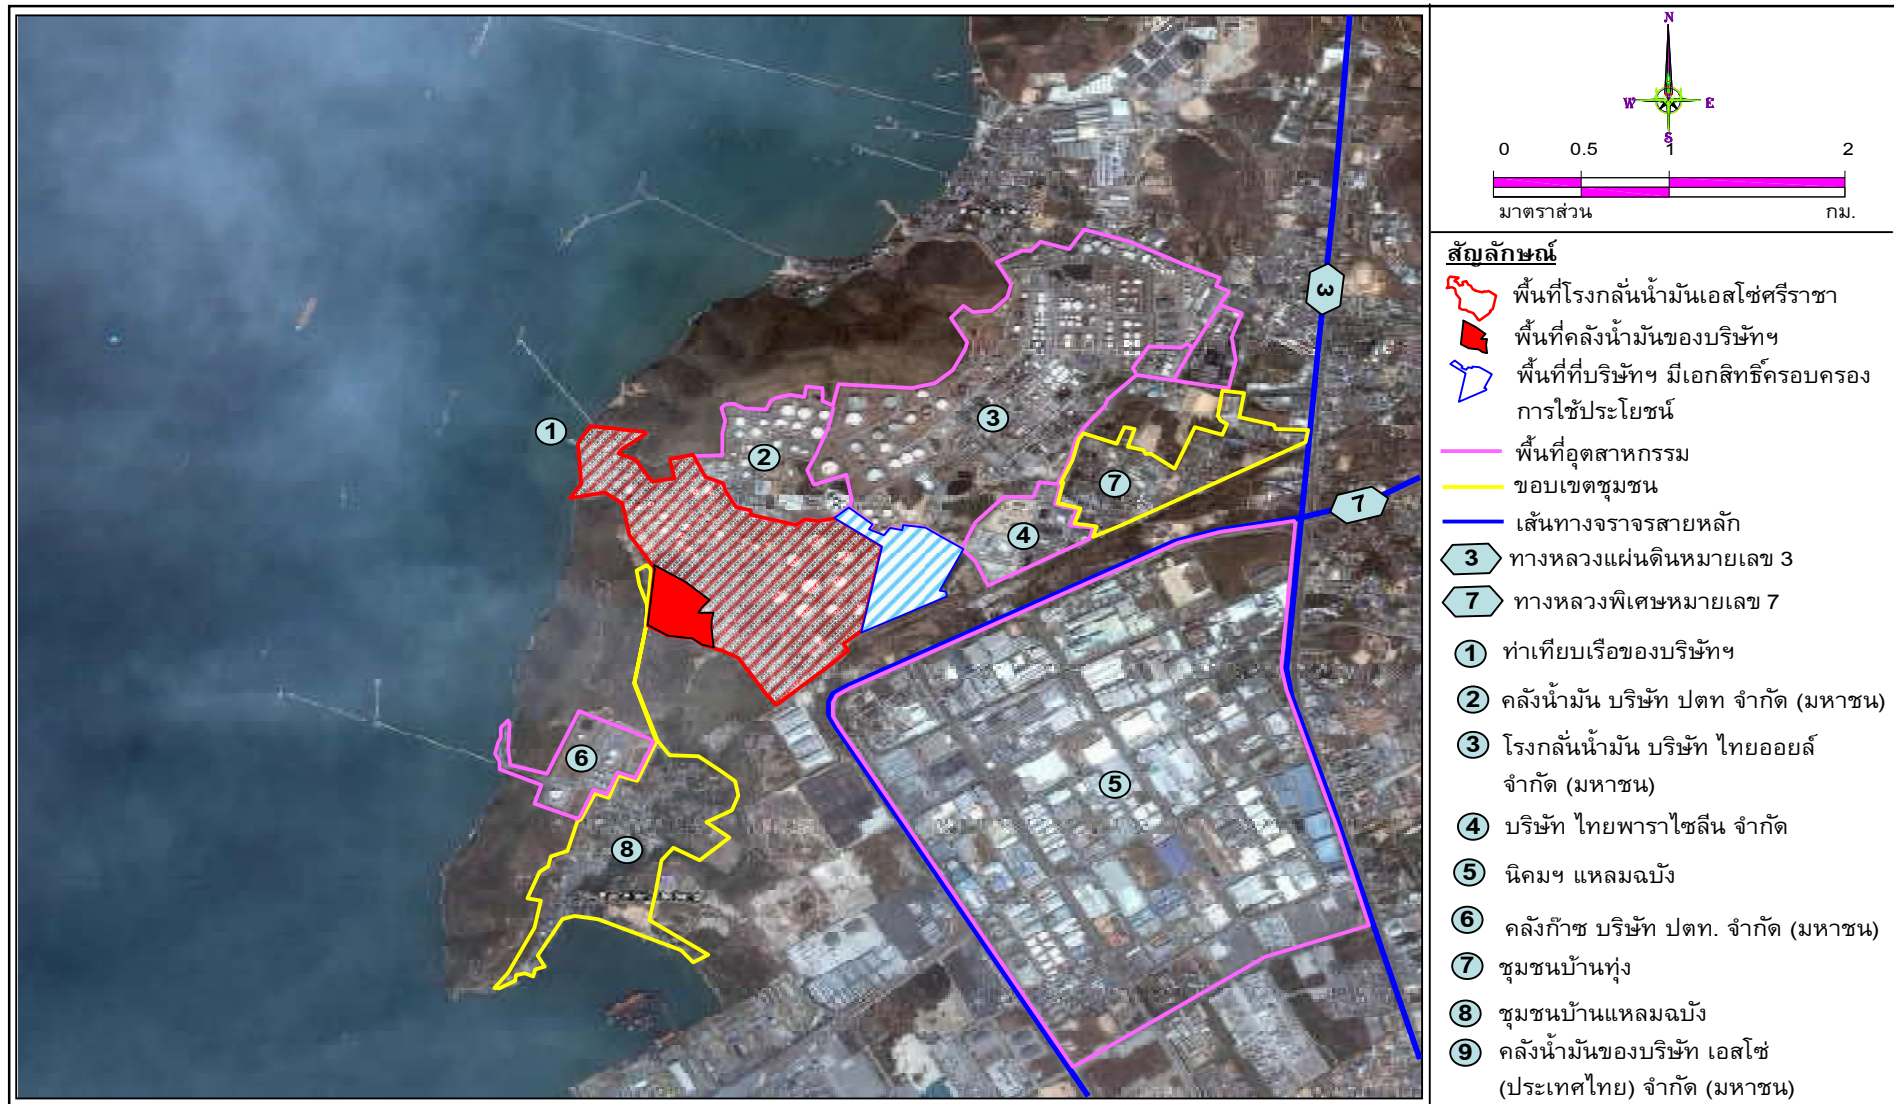 N
W E
S
0 0.5 1 2
มาตราส่วน กม.
สัญลักษณ์
พื้นที่โรงกลั่นน้ำมันเอสโซ่ศรีราชา
พื้นที่คลังน้ำมันของบริษัทฯ
พื้นที่ที่บริษัทฯ มีเอกสิทธิ์ครอบครอง
การใช้ประโยชน์
พื้นที่อุตสาหกรรม
ขอบเขตชุมชน
เส้นทางจราจรสายหลัก
3 ทางหลวงแผ่นดินหมายเลข 3
7 ทางหลวงพิเศษหมายเลข 7
1 ท่าเทียบเรือของบริษัทฯ
2 คลังน้ำมัน บริษัท ปตท จำกัด (มหาชน)
3 โรงกลั่นน้ำมัน บริษัท ไทยออยล์
จำกัด (มหาชน)
4 บริษัท ไทยพาราไซลีน จำกัด
5 นิคมฯ แหลมฉบัง
6 คลังก๊าซ บริษัท ปตท. จำกัด (มหาชน)
7 ชุมชนบ้านทุ่ง
8 ชุมชนบ้านแหลมฉบัง
9 คลังน้ำมันของบริษัท เอสโซ่
(ประเทศไทย) จำกัด (มหาชน)
3
1
3
2
7
7
4
6
5
8